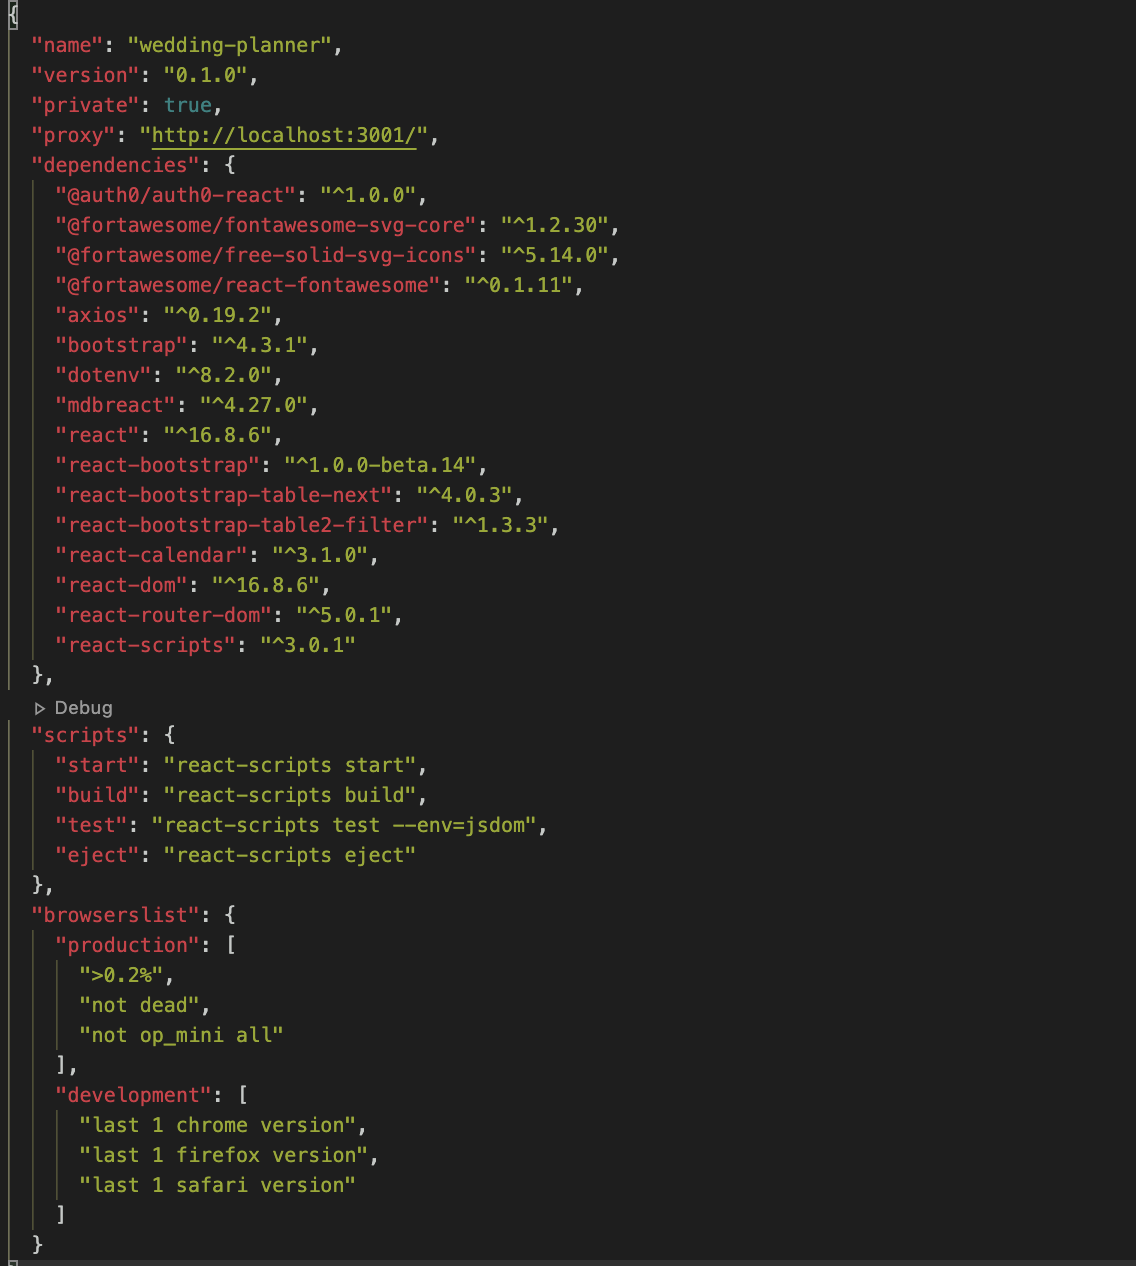 {
"name": "wedding-planner",
"version": "0.1.0",
"private": true,
"proxy": "http://localhost:3001/",
"dependencies": {
"@auth0/auth0-react": "^1.0.0",
"@fortawesome/fontawesome-svg-core": "^1.2.30",
"@fortawesome/free-solid-svg-icons": "^5.14.0",
"@fortawesome/react-fontawesome": "^0.1.11",
"axios": "^0.19.2",
"bootstrap": "^4.3.1",
"dotenv": "^8.2.0",
"mdbreact": "^4.27.0",
"react": "^16.8.6",
"react-bootstrap": "^1.0.0-beta.14",
"react-bootstrap-table-next": "^4.0.3",
"react-bootstrap-table2-filter": "^1.3.3",
"react-calendar": "^3.1.0",
"react-dom": "^16.8.6",
"react-router-dom": "^5.0.1",
"react-scripts": "^3.0.1"
},
Debug
"scripts": {
"start": "react-scripts start",
"build": "react-scripts build",
"test": "react-scripts test --env=jsdom",
"eject": "react-scripts eject"
},
"browserslist": {
"production": [
">0.2%",
"not dead",
"not op_mini all"
],
"development": [
"last 1 chrome version",
"last 1 firefox version",
"last 1 safari version"
]
}